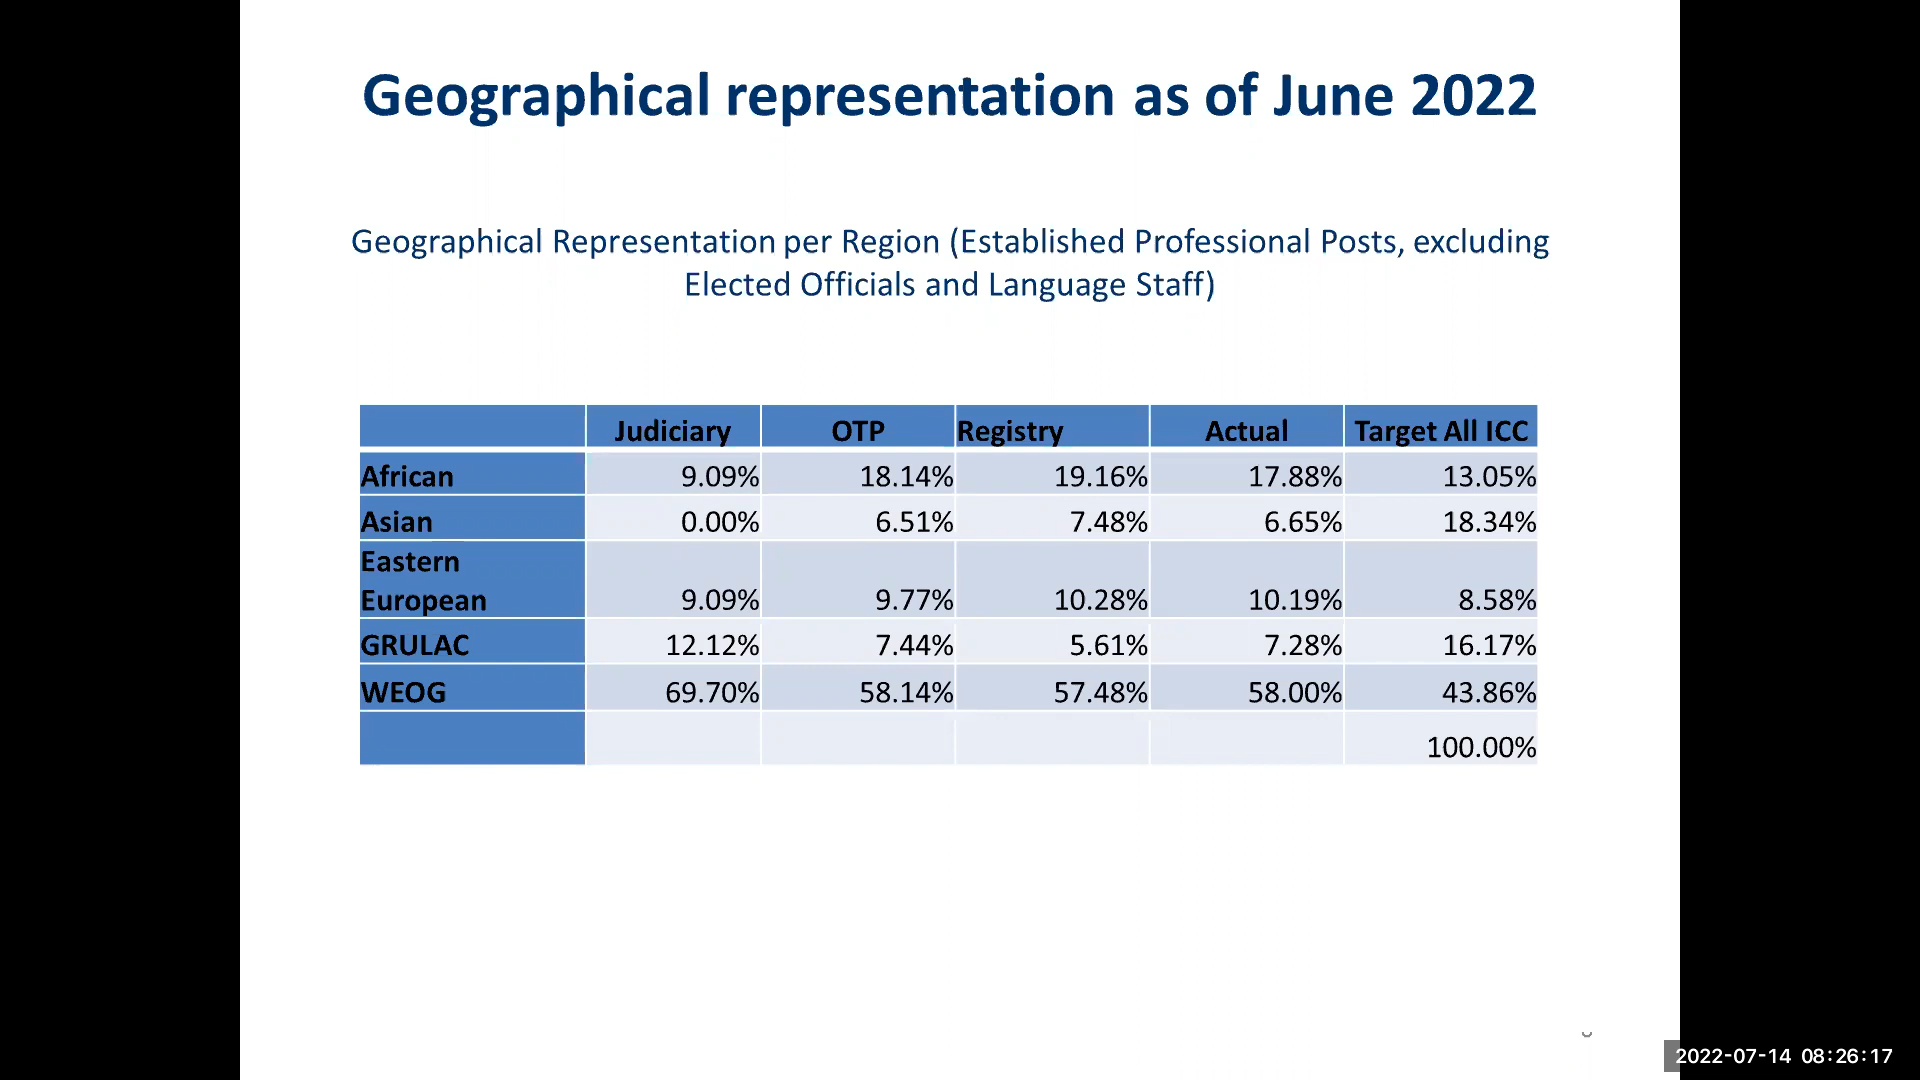 Geographical representation as of June 2022
Geographical Representation per Region (Established Professional Posts, excluding
Elected Officials and Language Staff)
Judiciary OTP Registry Actual Target All ICC
African 9.09% 18.14% 19.16% 17.88% 13.05%
Asian 0.00% 6.51% 7.48% 6.65% 18.34%
Eastern
European 9.09% 9.77% 10.28% 10.19% 8.58%
GRULAC 12.12% 7.44% 5.61% 7.28% 16.17%
WEOG 69.70% 58.14% 57.48% 58.00% 43.86%
100.00%
2022-07-14 08:26:17